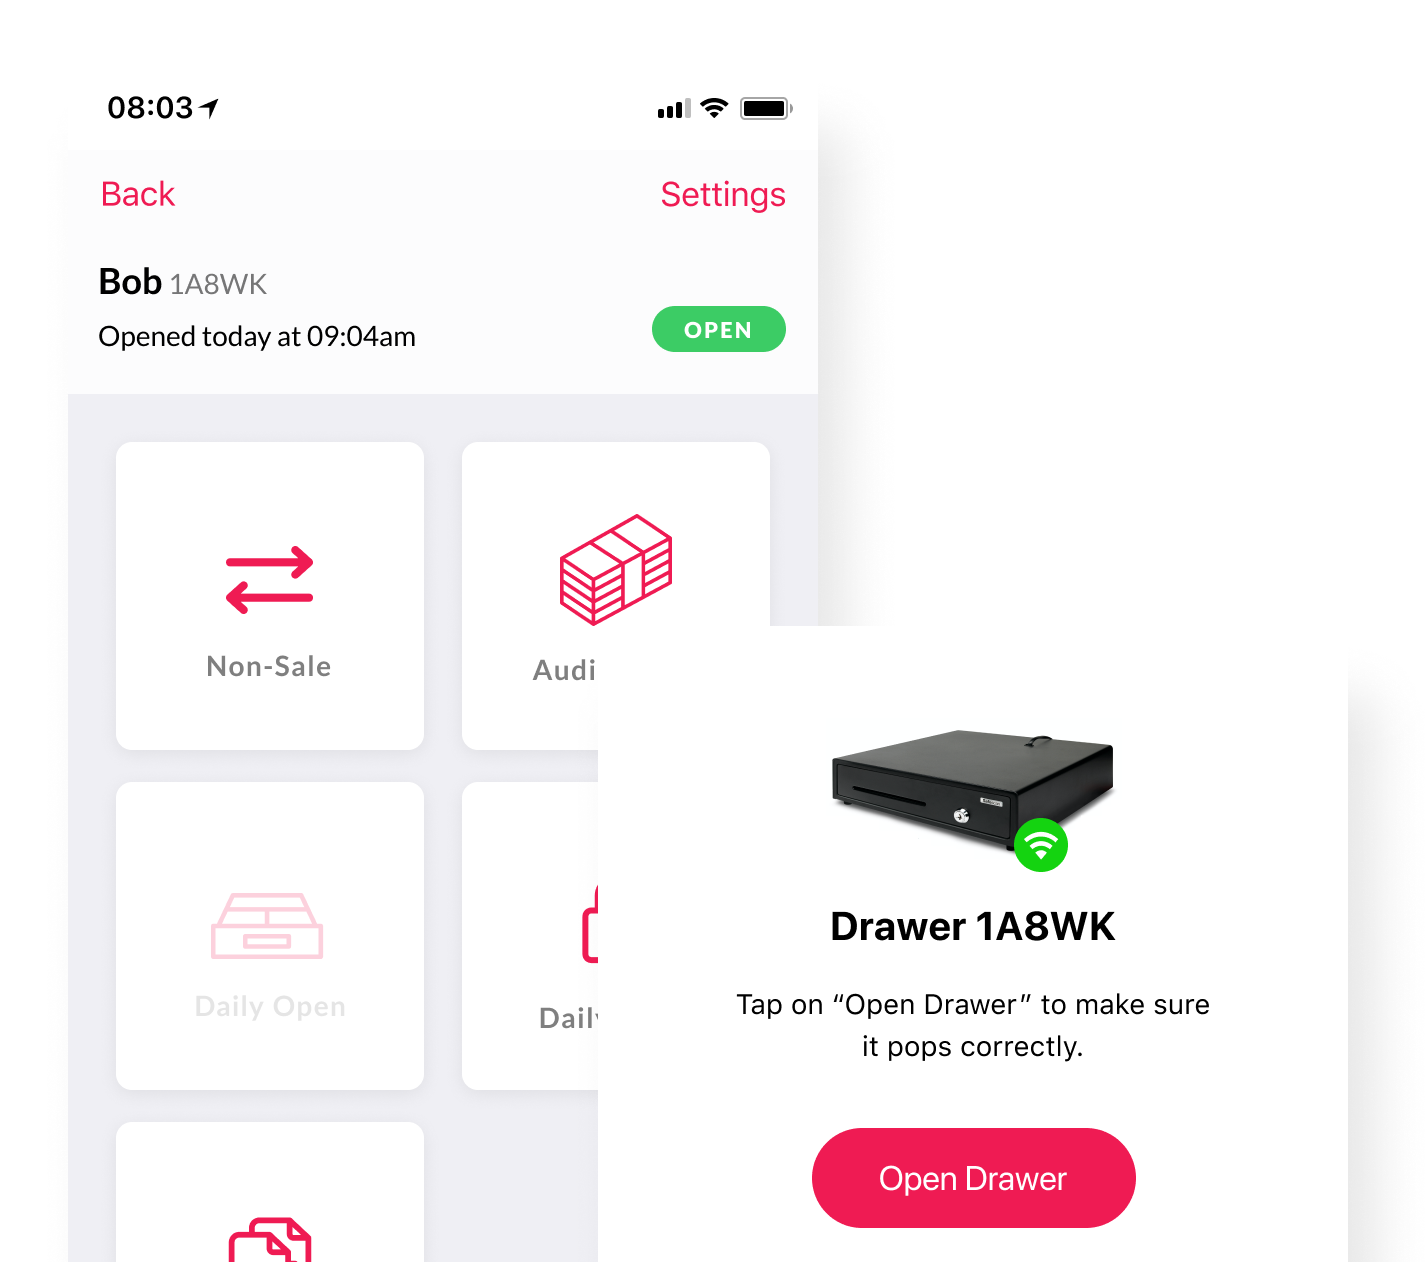 08:03
Back
Settings
Bob 1A8WK
Opened today at 09:04am
OPEN
Non-Sale
Audi
Daily Open
Daily
Drawer 1A8WK
Tap on “Open Drawer” to make sure
it pops correctly.
Open Drawer